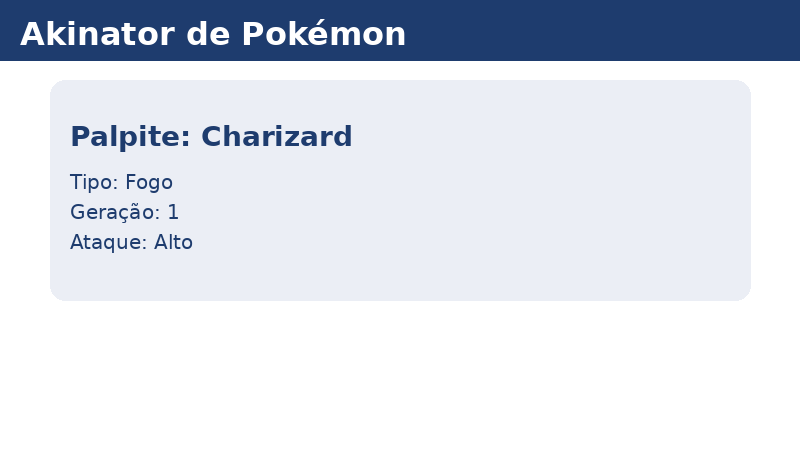 Akinator de Pokémon
Palpite: Charizard
Tipo: Fogo
Geração: 1
Ataque: Alto